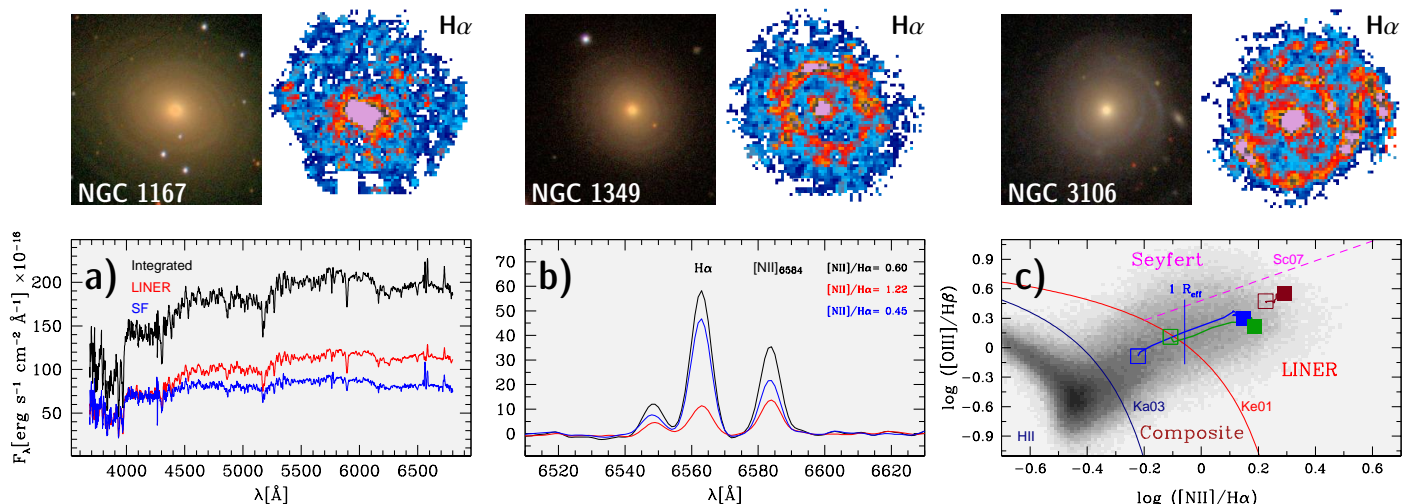 Hα
NGC 1167
Hα
NGC 1349
Hα
NGC 3106
a)
Integrated
LINER
SF
200
150
100
50
F_λ[erg s⁻¹ cm⁻² Å⁻¹] ×10⁻¹⁶
4000 4500 5000 5500 6000 6500
λ[Å]
b)
Hα
[NII]₆₅₈₄
[NII]/Hα= 0.60
[NII]/Hα= 1.22
[NII]/Hα= 0.45
70
60
50
40
30
20
10
0
6520 6540 6560 6580 6600 6620
λ[Å]
c)
Seyfert
Sc07
1 R_eff
LINER
Ka03
Ke01
HII
Composite
0.9
0.6
0.3
0
-0.3
-0.6
-0.9
log ([OIII]/Hβ)
-0.6 -0.4 -0.2 0 0.2 0.4 0.6
log ([NII]/Hα)